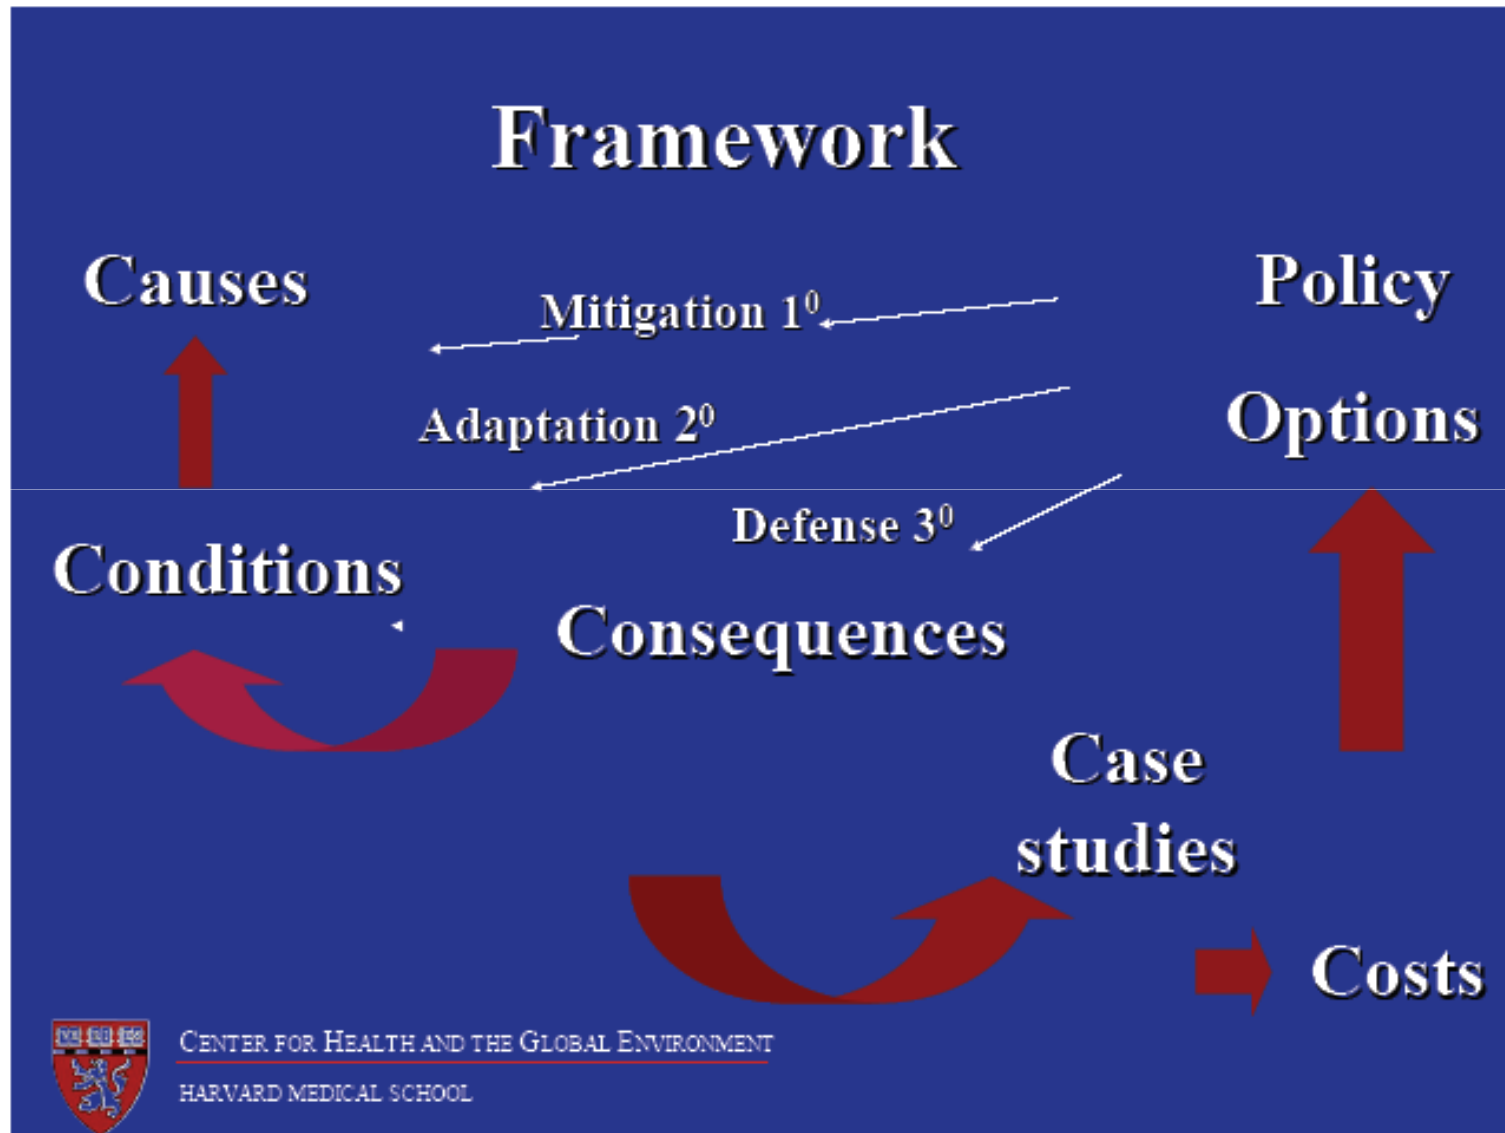 Framework
Causes
Policy
Mitigation 1⁰
Options
Adaptation 2⁰
Defense 3⁰
Conditions
Consequences
Case
studies
Costs
CENTER FOR HEALTH AND THE GLOBAL ENVIRONMENT
HARVARD MEDICAL SCHOOL